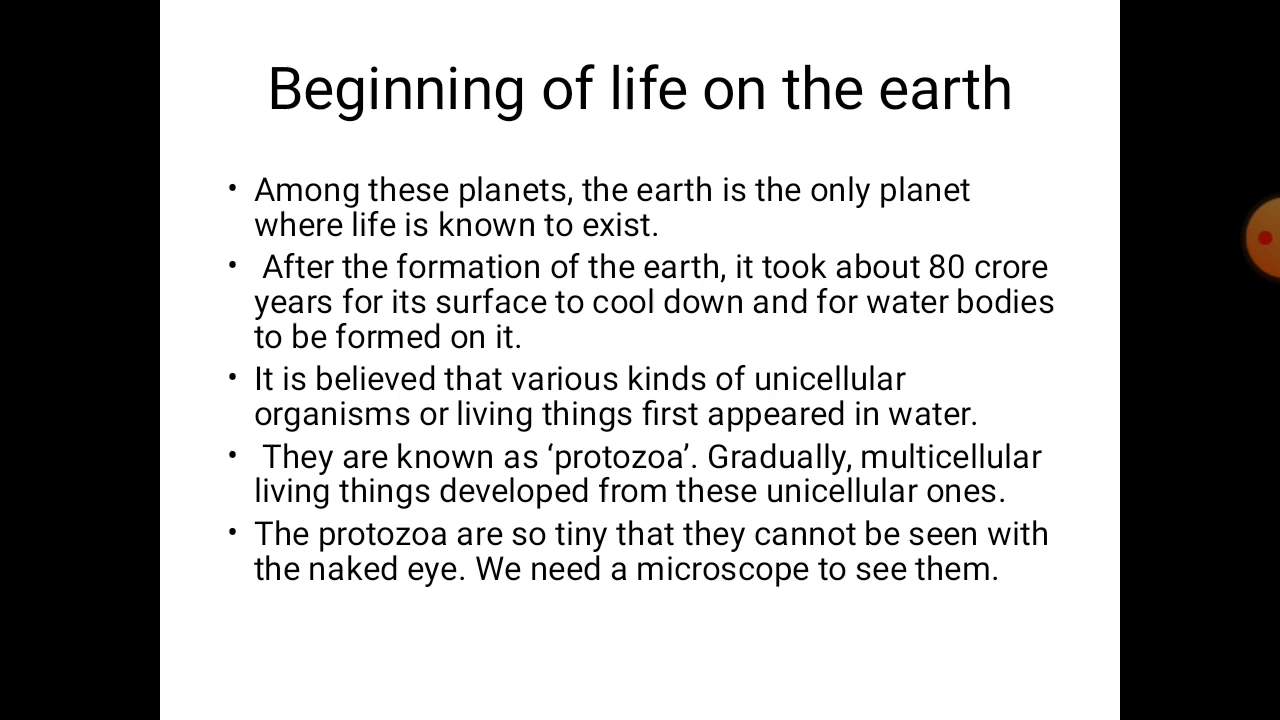 Beginning of life on the earth
• Among these planets, the earth is the only planet
where life is known to exist.
• After the formation of the earth, it took about 80 crore
years for its surface to cool down and for water bodies
to be formed on it.
• It is believed that various kinds of unicellular
organisms or living things first appeared in water.
• They are known as ‘protozoa’. Gradually, multicellular
living things developed from these unicellular ones.
• The protozoa are so tiny that they cannot be seen with
the naked eye. We need a microscope to see them.